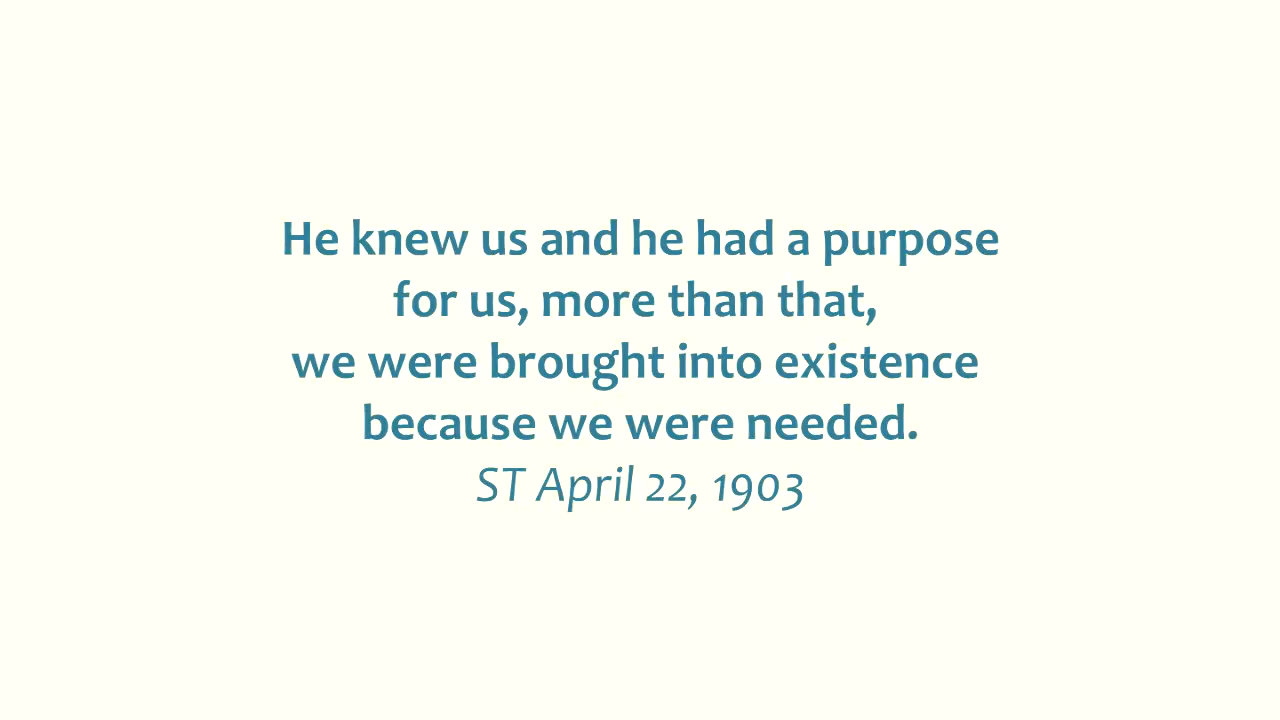 He knew us and he had a purpose
for us, more than that,
we were brought into existence
because we were needed.
ST April 22, 1903